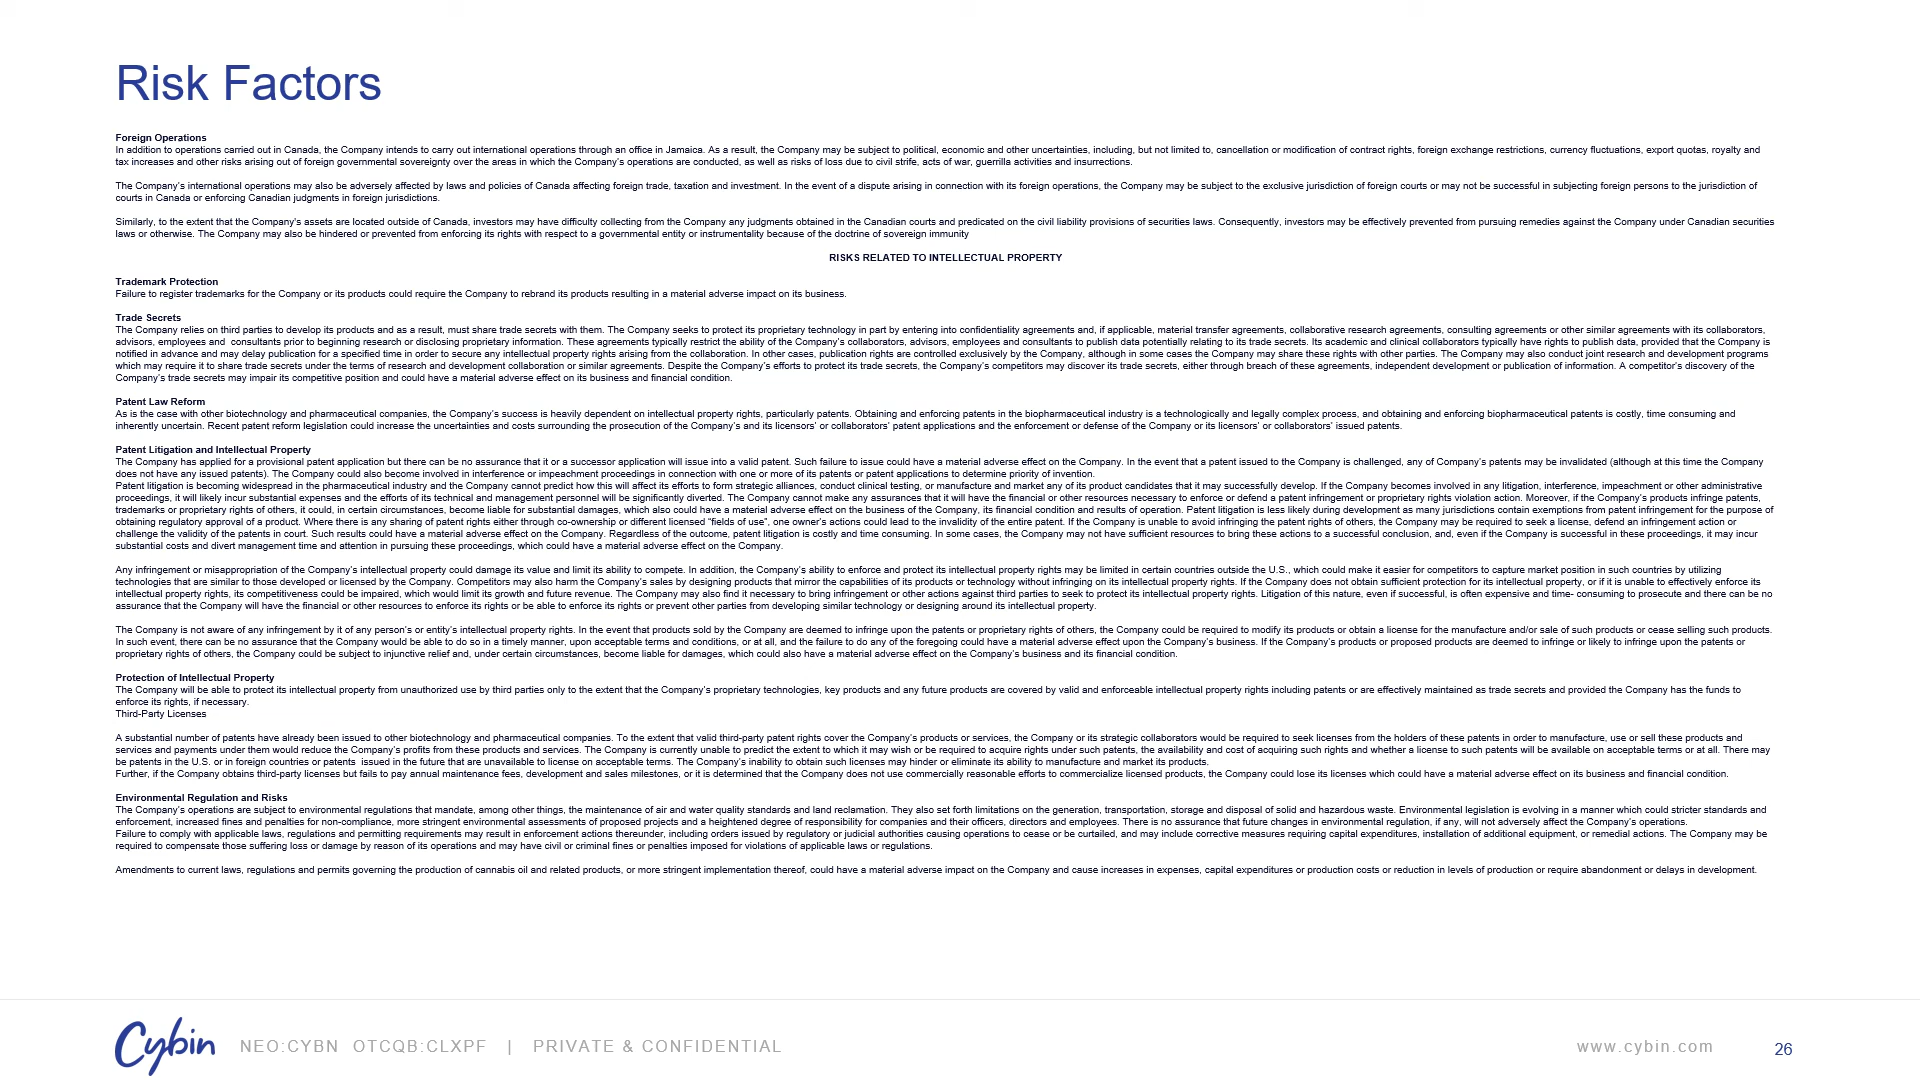 Risk Factors
Foreign Operations
In addition to operations carried out in Canada, the Company intends to carry out international operations through an office in Jamaica. As a result, the Company may be subject to political, economic and other uncertainties, including, but not limited to, cancellation or modification of contract rights, foreign exchange restrictions, currency fluctuations, export quotas, royalty and
tax increases and other risks arising out of foreign governmental sovereignty over the areas in which the Company's operations are conducted, as well as risks of loss due to civil strife, acts of war, guerrilla activities and insurrections.
The Company's international operations may also be adversely affected by laws and policies of Canada affecting foreign trade, taxation and investment. In the event of a dispute arising in connection with its foreign operations, the Company may be subject to the exclusive jurisdiction of foreign courts or may not be successful in subjecting foreign persons to the jurisdiction of
courts in Canada or enforcing Canadian judgments in foreign jurisdictions.
Similarly, to the extent that the Company's assets are located outside of Canada, investors may have difficulty collecting from the Company any judgments obtained in the Canadian courts and predicated on the civil liability provisions of securities laws. Consequently, investors may be effectively prevented from pursuing remedies against the Company under Canadian securities
laws or otherwise. The Company may also be hindered or prevented from enforcing its rights with respect to a governmental entity or instrumentality because of the doctrine of sovereign immunity
RISKS RELATED TO INTELLECTUAL PROPERTY
Trademark Protection
Failure to register trademarks for the Company or its products could require the Company to rebrand its products resulting in a material adverse impact on its business.
Trade Secrets
The Company relies on third parties to develop its products and as a result, must share trade secrets with them. The Company seeks to protect its proprietary technology in part by entering into confidentiality agreements and, if applicable, material transfer agreements, collaborative research agreements, consulting agreements or other similar agreements with its collaborators,
advisors, employees and consultants prior to beginning research or disclosing proprietary information. These agreements typically restrict the ability of the Company's collaborators, advisors, employees and consultants to publish data potentially relating to its trade secrets. Its academic and clinical collaborators typically have rights to publish data, provided that the Company is
notified in advance and may delay publication for a specified time in order to secure any intellectual property rights arising from the collaboration. In other cases, publication rights are controlled exclusively by the Company, although in some cases the Company may share these rights with other parties. The Company may also conduct joint research and development programs
which may require it to share trade secrets under the terms of research and development collaboration or similar agreements. Despite the Company's efforts to protect its trade secrets, the Company's competitors may discover its trade secrets, either through breach of these agreements, independent development or publication of information. A competitor's discovery of the
Company's trade secrets may impair its competitive position and could have a material adverse effect on its business and financial condition.
Patent Law Reform
As is the case with other biotechnology and pharmaceutical companies, the Company's success is heavily dependent on intellectual property rights, particularly patents. Obtaining and enforcing patents in the biopharmaceutical industry is a technologically and legally complex process, and obtaining and enforcing biopharmaceutical patents is costly, time consuming and
inherently uncertain. Recent patent reform legislation could increase the uncertainties and costs surrounding the prosecution of the Company's and its licensors' or collaborators' patent applications and the enforcement or defense of the Company or its licensors' or collaborators' issued patents.
Patent Litigation and Intellectual Property
The Company has applied for a provisional patent application but there can be no assurance that it or a successor application will issue into a valid patent. Such failure to issue could have a material adverse effect on the Company. In the event that a patent issued to the Company is challenged, any of Company's patents may be invalidated (although at this time the Company
does not have any issued patents). The Company could also become involved in interference or impeachment proceedings in connection with one or more of its patents or patent applications to determine priority of invention.
Patent litigation is becoming widespread in the pharmaceutical industry and the Company cannot predict how this will affect its efforts to form strategic alliances, conduct clinical testing, or manufacture and market any of its product candidates that it may successfully develop. If the Company becomes involved in any litigation, interference, impeachment or other administrative
proceedings, it will likely incur substantial expenses and the efforts of its technical and management personnel will be significantly diverted. The Company cannot make any assurances that it will have the financial or other resources necessary to enforce or defend a patent infringement or proprietary rights violation action. Moreover, if the Company's products infringe patents,
trademarks or proprietary rights of others, it could, in certain circumstances, become liable for substantial damages, which also could have a material adverse effect on the business of the Company, its financial condition and results of operation. Patent litigation is less likely during development as many jurisdictions contain exemptions from patent infringement for the purpose of
obtaining regulatory approval of a product. Where there is any sharing of patent rights either through co-ownership or different licensed "fields of use", one owner's actions could lead to the invalidity of the entire patent. If the Company is unable to avoid infringing the patent rights of others, the Company may be required to seek a license, defend an infringement action or
challenge the validity of the patents in court. Such results could have a material adverse effect on the Company. Regardless of the outcome, patent litigation is costly and time consuming. In some cases, the Company may not have sufficient resources to bring these actions to a successful conclusion, and, even if the Company is successful in these proceedings, it may incur
substantial costs and divert management time and attention in pursuing these proceedings, which could have a material adverse effect on the Company.
Any infringement or misappropriation of the Company's intellectual property could damage its value and limit its ability to compete. In addition, the Company's ability to enforce and protect its intellectual property rights may be limited in certain countries outside the U.S., which could make it easier for competitors to capture market position in such countries by utilizing
technologies that are similar to those developed or licensed by the Company. Competitors may also harm the Company's sales by designing products that mirror the capabilities of its products or technology without infringing on its intellectual property rights. If the Company does not obtain sufficient protection for its intellectual property, or if it is unable to effectively enforce its
intellectual property rights, its competitiveness could be impaired, which would limit its growth and future revenue. The Company may also find it necessary to bring infringement or other actions against third parties to seek to protect its intellectual property rights. Litigation of this nature, even if successful, is often expensive and time- consuming to prosecute and there can be no
assurance that the Company will have the financial or other resources to enforce its rights or be able to enforce its rights or prevent other parties from developing similar technology or designing around its intellectual property.
The Company is not aware of any infringement by it of any person's or entity's intellectual property rights. In the event that products sold by the Company are deemed to infringe upon the patents or proprietary rights of others, the Company could be required to modify its products or obtain a license for the manufacture and/or sale of such products or cease selling such products.
In such event, there can be no assurance that the Company would be able to do so in a timely manner, upon acceptable terms and conditions, or at all, and the failure to do any of the foregoing could have a material adverse effect upon the Company's business. If the Company's products or proposed products are deemed to infringe or likely to infringe upon the patents or
proprietary rights of others, the Company could be subject to injunctive relief and, under certain circumstances, become liable for damages, which could also have a material adverse effect on the Company's business and its financial condition.
Protection of Intellectual Property
The Company will be able to protect its intellectual property from unauthorized use by third parties only to the extent that the Company's proprietary technologies, key products and any future products are covered by valid and enforceable intellectual property rights including patents or are effectively maintained as trade secrets and provided the Company has the funds to
enforce its rights, if necessary.
Third-Party Licenses
A substantial number of patents have already been issued to other biotechnology and pharmaceutical companies. To the extent that valid third-party patent rights cover the Company's products or services, the Company or its strategic collaborators would be required to seek licenses from the holders of these patents in order to manufacture, use or sell these products and
services and payments under them would reduce the Company's profits from these products and services. The Company is currently unable to predict the extent to which it may wish or be required to acquire rights under such patents, the availability and cost of acquiring such rights and whether a license to such patents will be available on acceptable terms or at all. There may
be patents in the U.S. or in foreign countries or patents issued in the future that are unavailable to license on acceptable terms. The Company's inability to obtain such licenses may hinder or eliminate its ability to manufacture and market its products.
Further, if the Company obtains third-party licenses but fails to pay annual maintenance fees, development and sales milestones, or it is determined that the Company does not use commercially reasonable efforts to commercialize licensed products, the Company could lose its licenses which could have a material adverse effect on its business and financial condition.
Environmental Regulation and Risks
The Company's operations are subject to environmental regulations that mandate, among other things, the maintenance of air and water quality standards and land reclamation. They also set forth limitations on the generation, transportation, storage and disposal of solid and hazardous waste. Environmental legislation is evolving in a manner which could stricter standards and
enforcement, increased fines and penalties for non-compliance, more stringent environmental assessments of proposed projects and a heightened degree of responsibility for companies and their officers, directors and employees. There is no assurance that future changes in environmental regulation, if any, will not adversely affect the Company's operations.
Failure to comply with applicable laws, regulations and permitting requirements may result in enforcement actions thereunder, including orders issued by regulatory or judicial authorities causing operations to cease or be curtailed, and may include corrective measures requiring capital expenditures, installation of additional equipment, or remedial actions. The Company may be
required to compensate those suffering loss or damage by reason of its operations and may have civil or criminal fines or penalties imposed for violations of applicable laws or regulations.
Amendments to current laws, regulations and permits governing the production of cannabis oil and related products, or more stringent implementation thereof, could have a material adverse impact on the Company and cause increases in expenses, capital expenditures or production costs or reduction in levels of production or require abandonment or delays in development.
Cybin NEO:CYBN OTCQB:CLXPF | PRIVATE & CONFIDENTIAL www.cybin.com 26